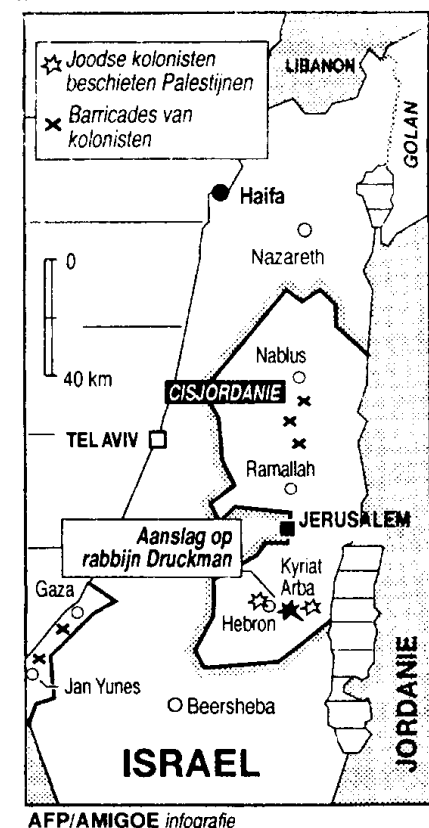 Joodse kolonisten
beschieten Palestijnen
Barricades van
kolonisten
LIBANON
GOLAN
Haifa
Nazareth
0
40 km
Nablus
CISJORDANIE
TEL AVIV
Ramallah
JERUSALEM
Aanslag op
rabbijn Druckman
Kyriat
Arba
Gaza
Hebron
Jan Yunes
Beersheba
JORDANIE
ISRAEL
AFP/AMIGOE infografie